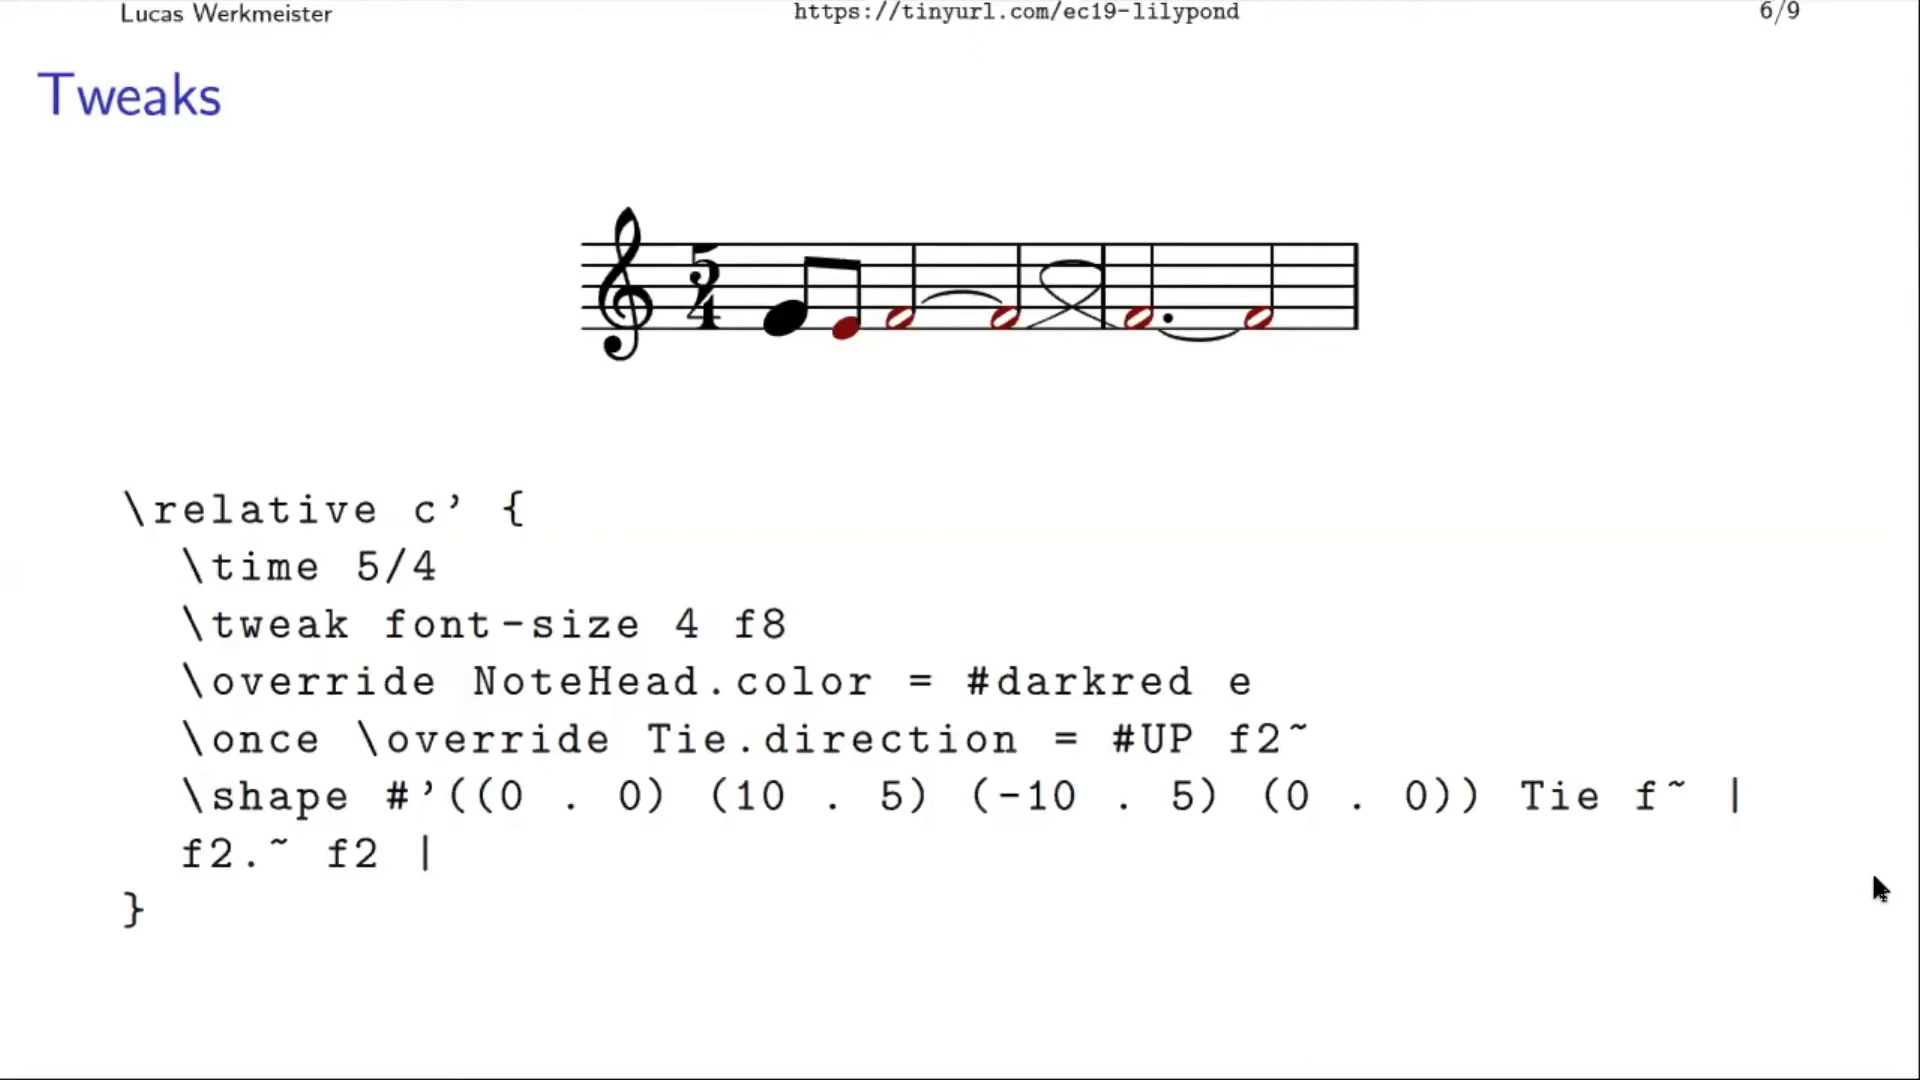 Lucas Werkmeister https://tinyurl.com/ec19-lilypond 6/9
Tweaks
5
4
\relative c’ {
\time 5/4
\tweak font-size 4 f8
\override NoteHead.color = #darkred e
\once \override Tie.direction = #UP f2~
\shape #’((0 . 0) (10 . 5) (-10 . 5) (0 . 0)) Tie f~ |
f2.~ f2 |
}